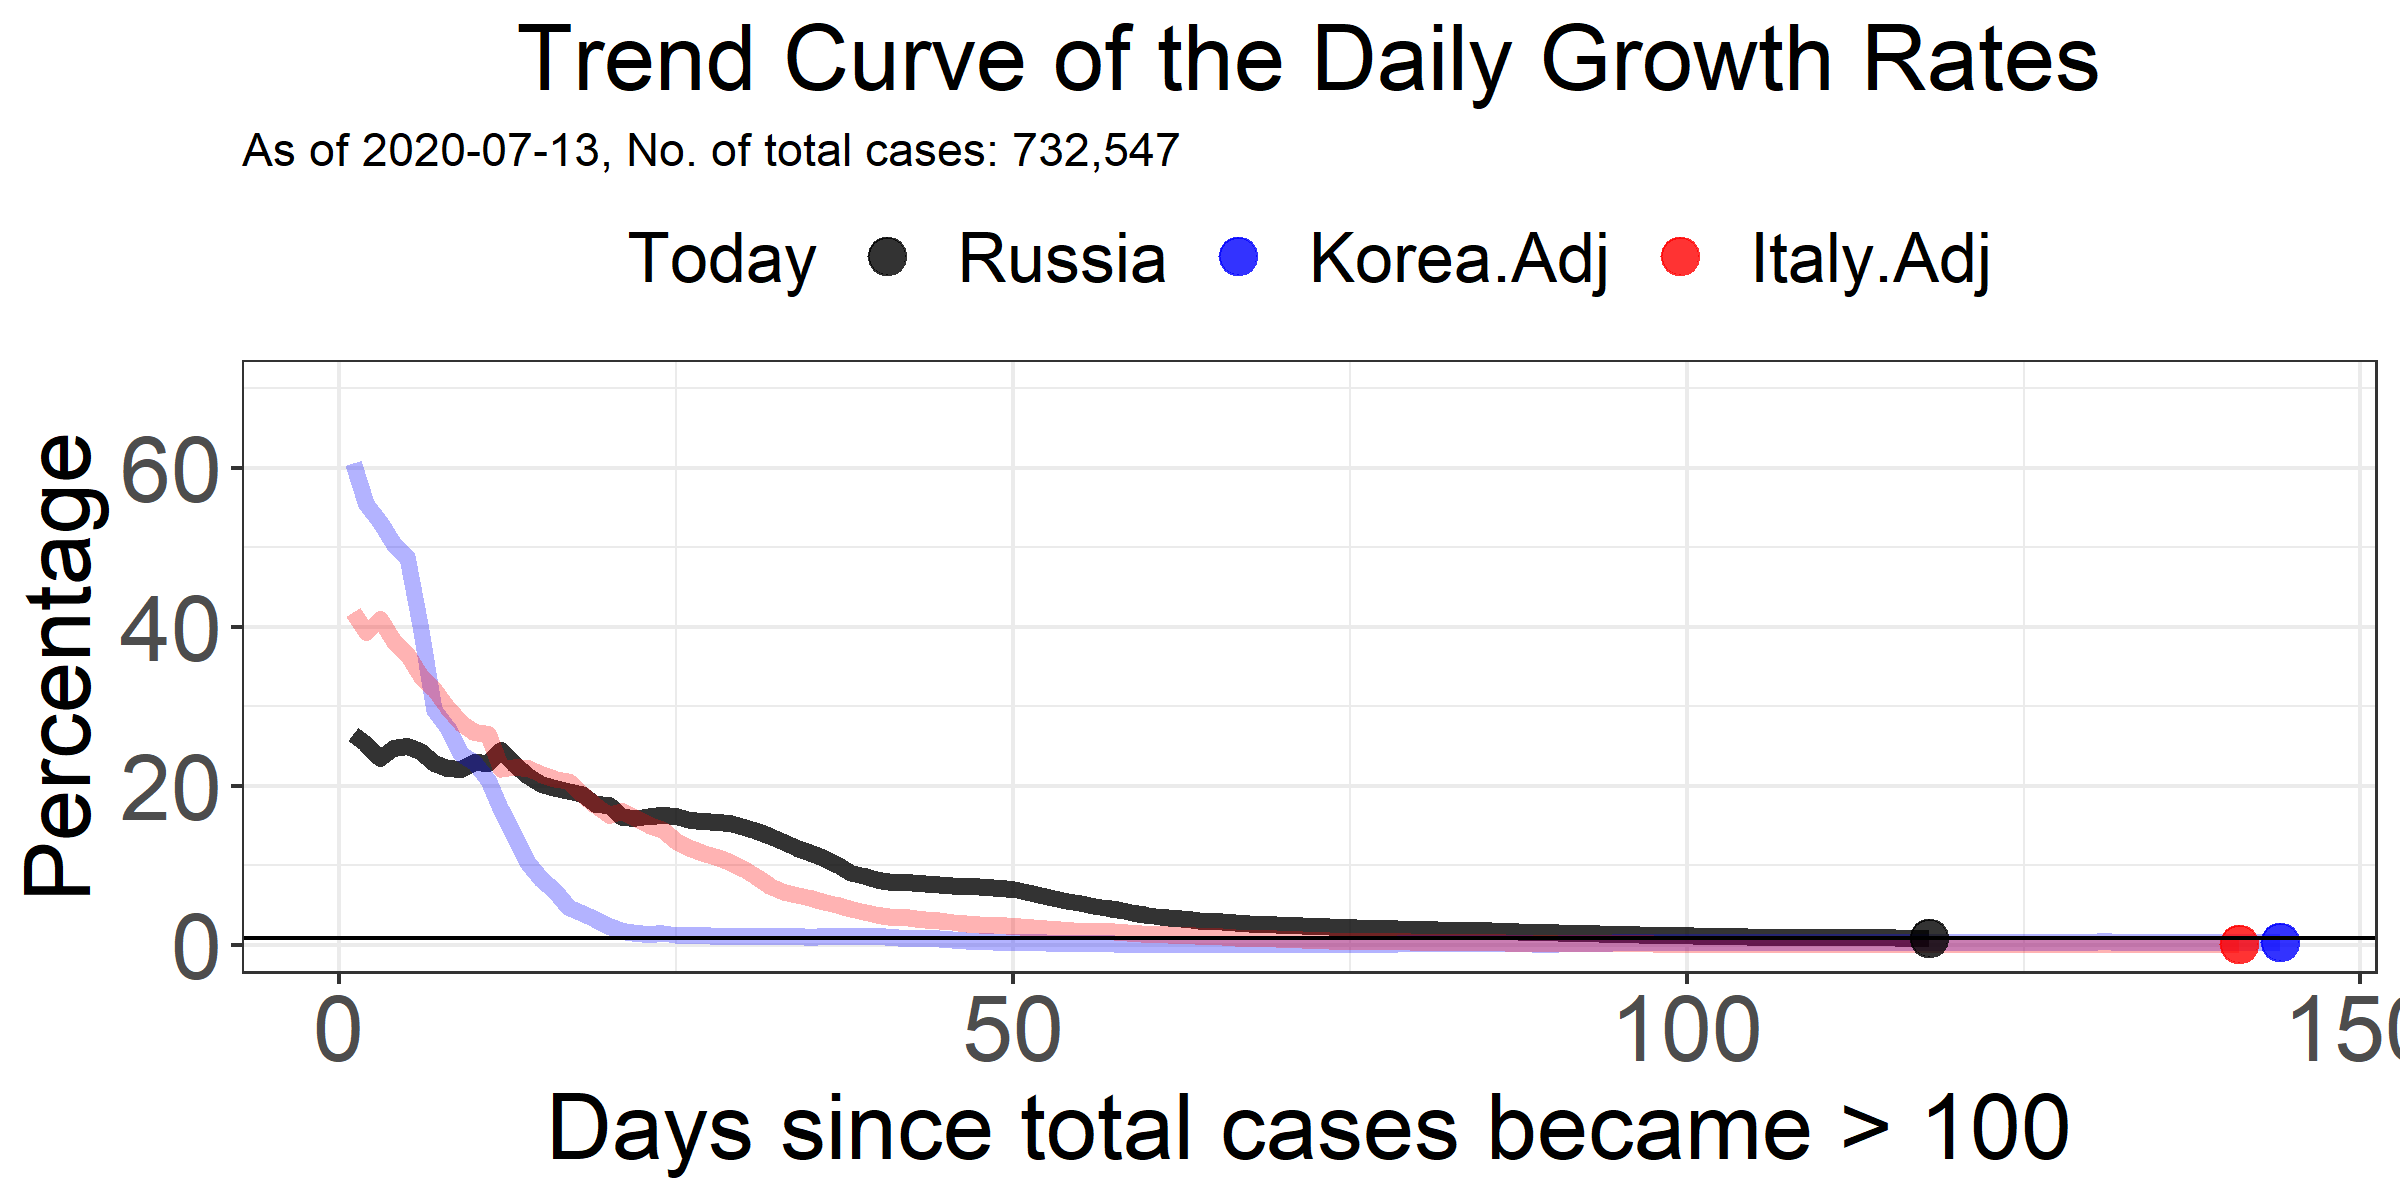 Trend Curve of the Daily Growth Rates
As of 2020-07-13, No. of total cases: 732,547
Today Russia Korea.Adj Italy.Adj
Percentage
60
40
20
0
0 50 100 150
Days since total cases became > 100